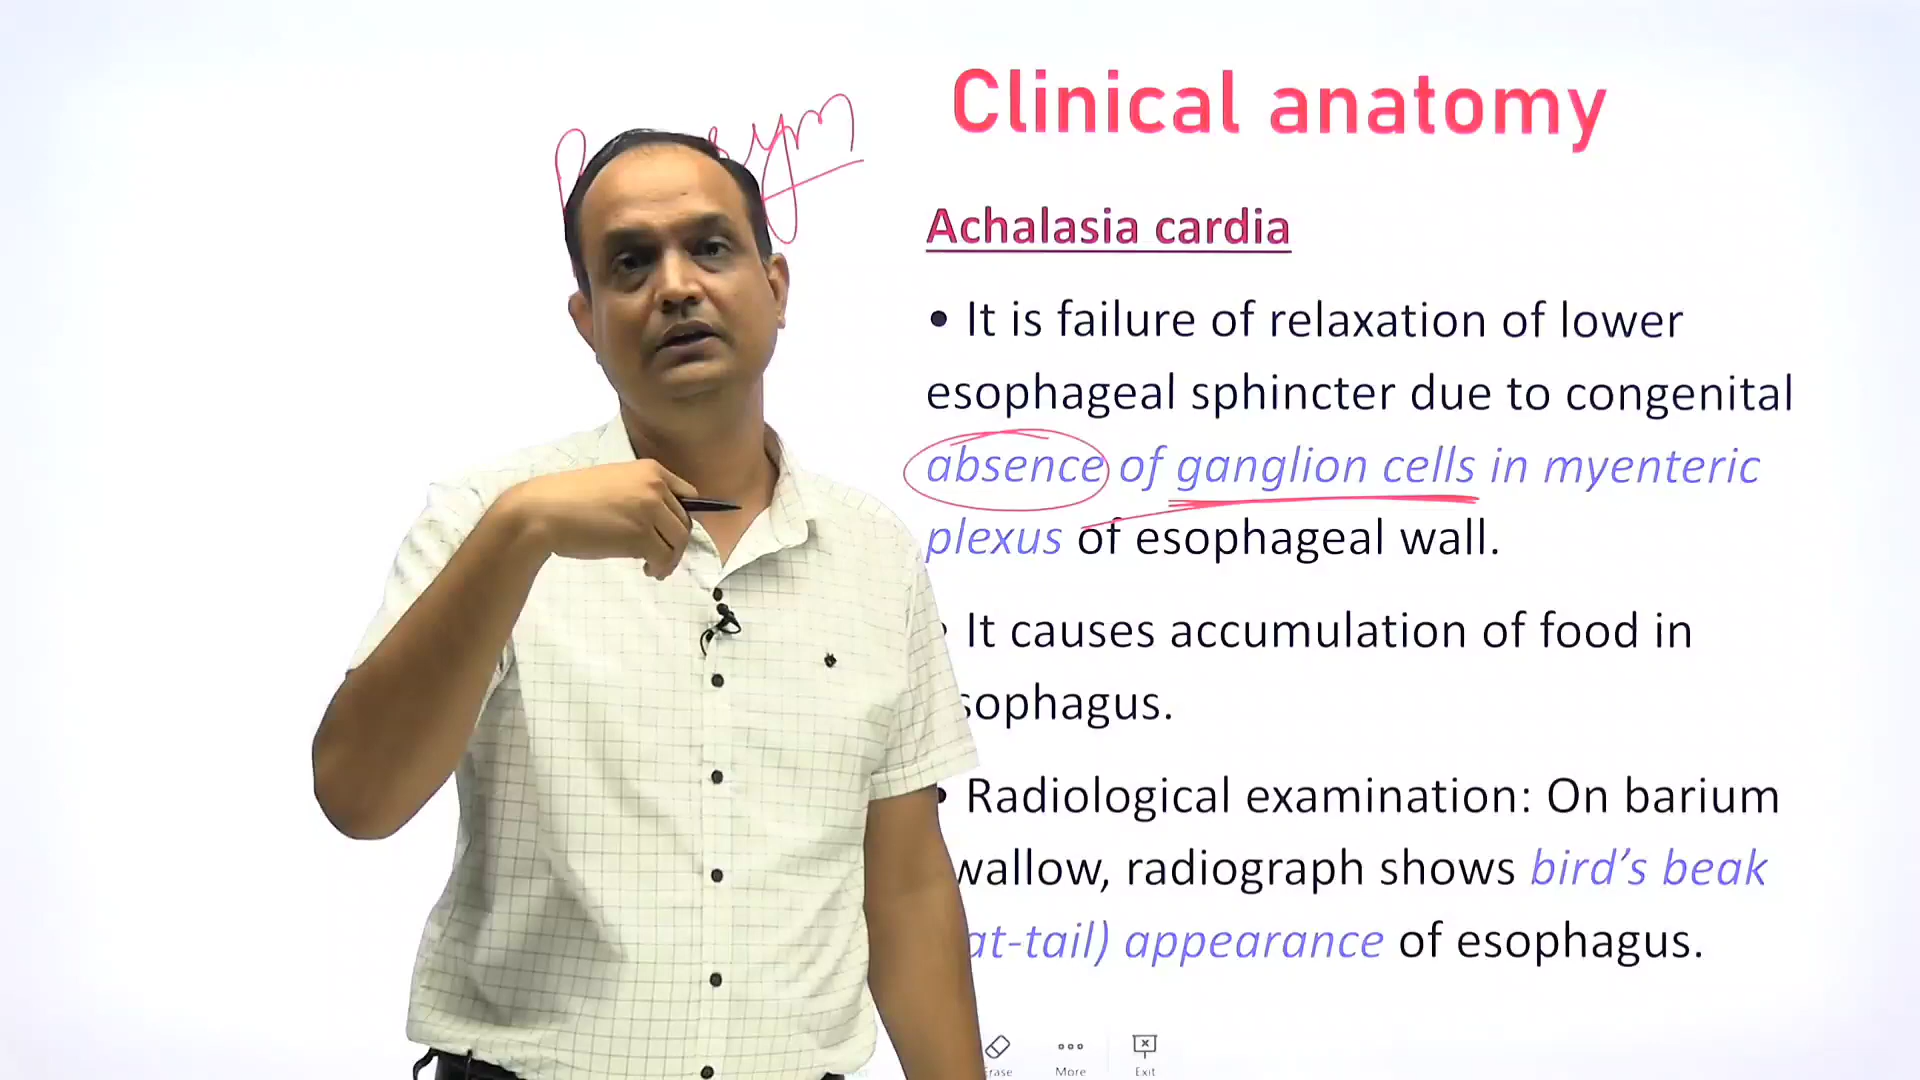 Clinical anatomy
Achalasia cardia
• It is failure of relaxation of lower
esophageal sphincter due to congenital
absence of ganglion cells in myenteric
plexus of esophageal wall.
It causes accumulation of food in
sophagus.
• Radiological examination: On barium
wallow, radiograph shows bird's beak
at-tail) appearance of esophagus.
rase More Exit